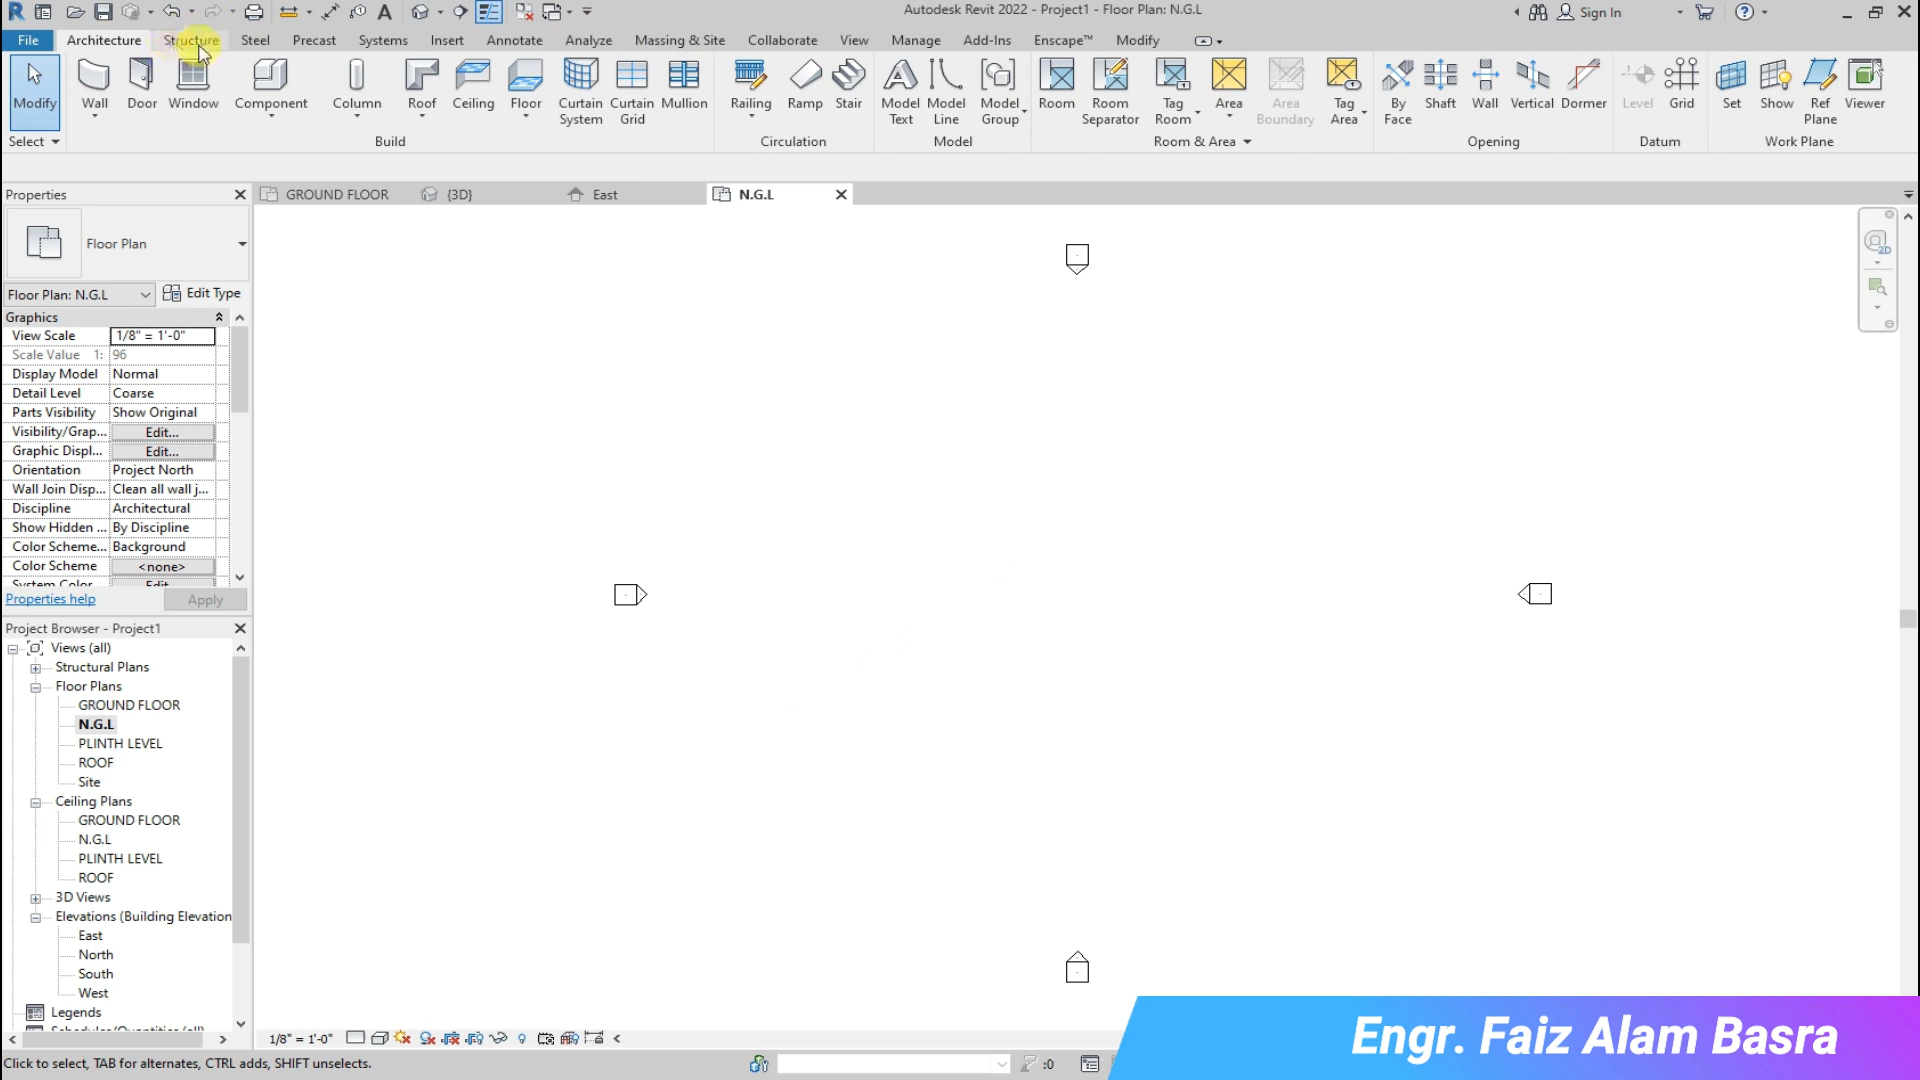 Autodesk Revit 2022 - Project1 - Floor Plan: N.G.L
Sign In
File Architecture Structure Steel Precast Systems Insert Annotate Analyze Massing & Site Collaborate View Manage Add-Ins Enscape™ Modify
Modify Wall Door Window Component Column Roof Ceiling Floor Curtain System Curtain Grid Mullion Railing Ramp Stair Model Text Model Line Model Group Room Room Separator Tag Room Area Area Boundary Tag Area By Face Shaft Wall Vertical Dormer Level Grid Set Show Ref Plane Viewer
Select Build Circulation Model Room & Area Opening Datum Work Plane
Properties
GROUND FLOOR {3D} East N.G.L
Floor Plan
Floor Plan: N.G.L Edit Type
Graphics
View Scale 1/8" = 1'-0"
Scale Value 1: 96
Display Model Normal
Detail Level Coarse
Parts Visibility Show Original
Visibility/Grap... Edit...
Graphic Displ... Edit...
Orientation Project North
Wall Join Disp... Clean all wall j...
Discipline Architectural
Show Hidden ... By Discipline
Color Scheme... Background
Color Scheme <none>
System Color Edit
Properties help Apply
Project Browser - Project1
Views (all)
Structural Plans
Floor Plans
GROUND FLOOR
N.G.L
PLINTH LEVEL
ROOF
Site
Ceiling Plans
GROUND FLOOR
N.G.L
PLINTH LEVEL
ROOF
3D Views
Elevations (Building Elevation
East
North
South
West
Legends
Schedules/Quantities (all)
1/8" = 1'-0"
Click to select, TAB for alternates, CTRL adds, SHIFT unselects.
:0
Engr. Faiz Alam Basra